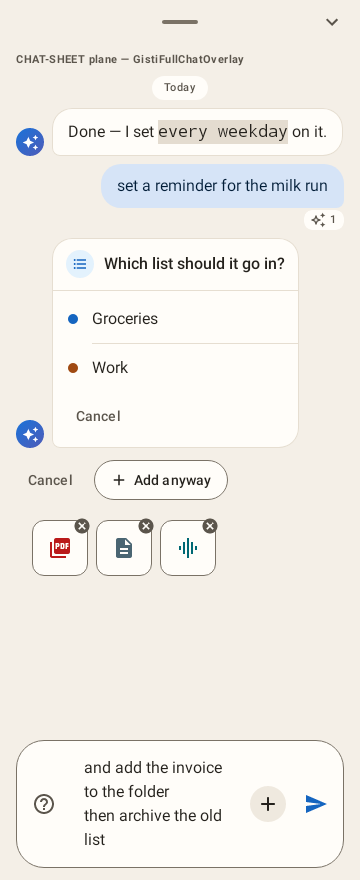 CHAT-SHEET plane — GistiFullChatOverlay
Today
Done — I set every weekday on it.
set a reminder for the milk run
1
Which list should it go in?
Groceries
Work
Cancel
Cancel
Add anyway
PDF
and add the invoice
to the folder
then archive the old
list